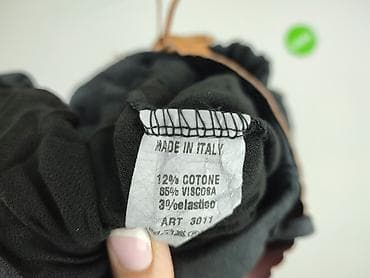 MADE IN ITALY
12% COTONE
85% VISCOSA
3%elastico
ART 3011